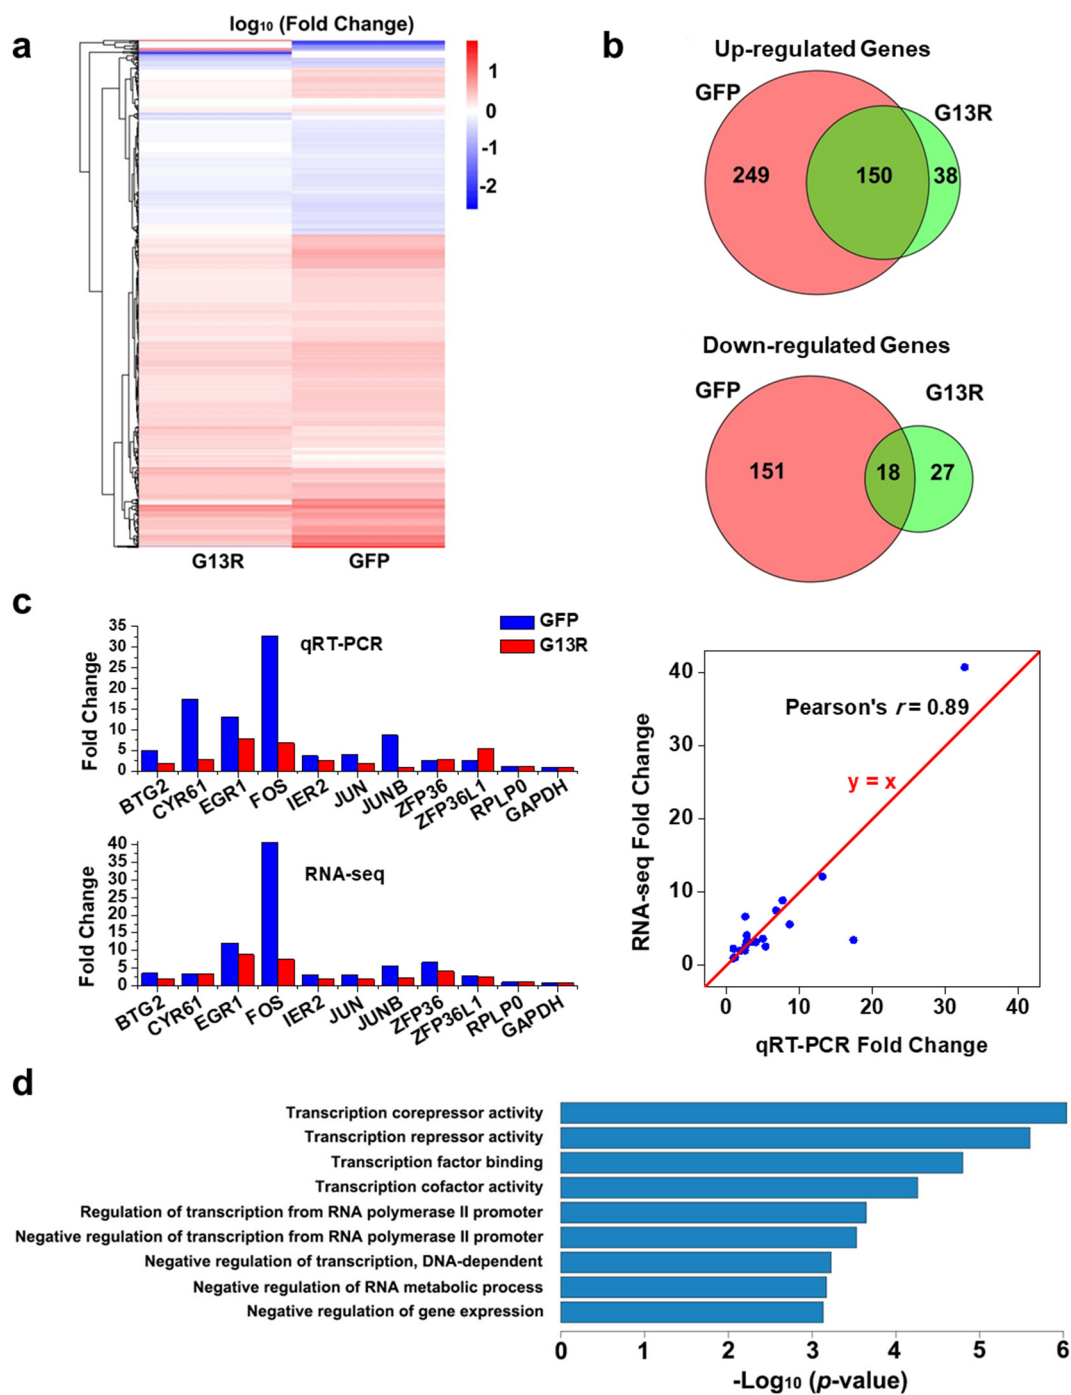 a
log₁₀ (Fold Change)
1
0
-1
-2
G13R
GFP
b
Up-regulated Genes
GFP
G13R
249
150
38
Down-regulated Genes
GFP
G13R
151
18
27
c
GFP
G13R
qRT-PCR
Fold Change
35
30
25
20
15
10
5
0
BTG2
CYR61
EGR1
FOS
IER2
JUN
JUNB
ZFP36
ZFP36L1
RPLP0
GAPDH
RNA-seq
Fold Change
40
35
30
25
20
15
10
5
0
BTG2
CYR61
EGR1
FOS
IER2
JUN
JUNB
ZFP36
ZFP36L1
RPLP0
GAPDH
RNA-seq Fold Change
40
30
20
10
0
Pearson's r = 0.89
y = x
0
10
20
30
40
qRT-PCR Fold Change
d
Transcription corepressor activity
Transcription repressor activity
Transcription factor binding
Transcription cofactor activity
Regulation of transcription from RNA polymerase II promoter
Negative regulation of transcription from RNA polymerase II promoter
Negative regulation of transcription, DNA-dependent
Negative regulation of RNA metabolic process
Negative regulation of gene expression
0
1
2
3
4
5
6
-Log₁₀ (p-value)